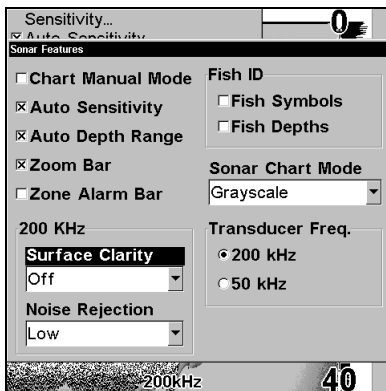 Sensitivity...
Auto Sensitivity
0
Sonar Features
Chart Manual Mode
Auto Sensitivity
Auto Depth Range
Zoom Bar
Zone Alarm Bar
Fish ID
Fish Symbols
Fish Depths
Sonar Chart Mode
Grayscale
200 KHz
Surface Clarity
Off
Noise Rejection
Low
Transducer Freq.
200 kHz
50 kHz
200kHz
40